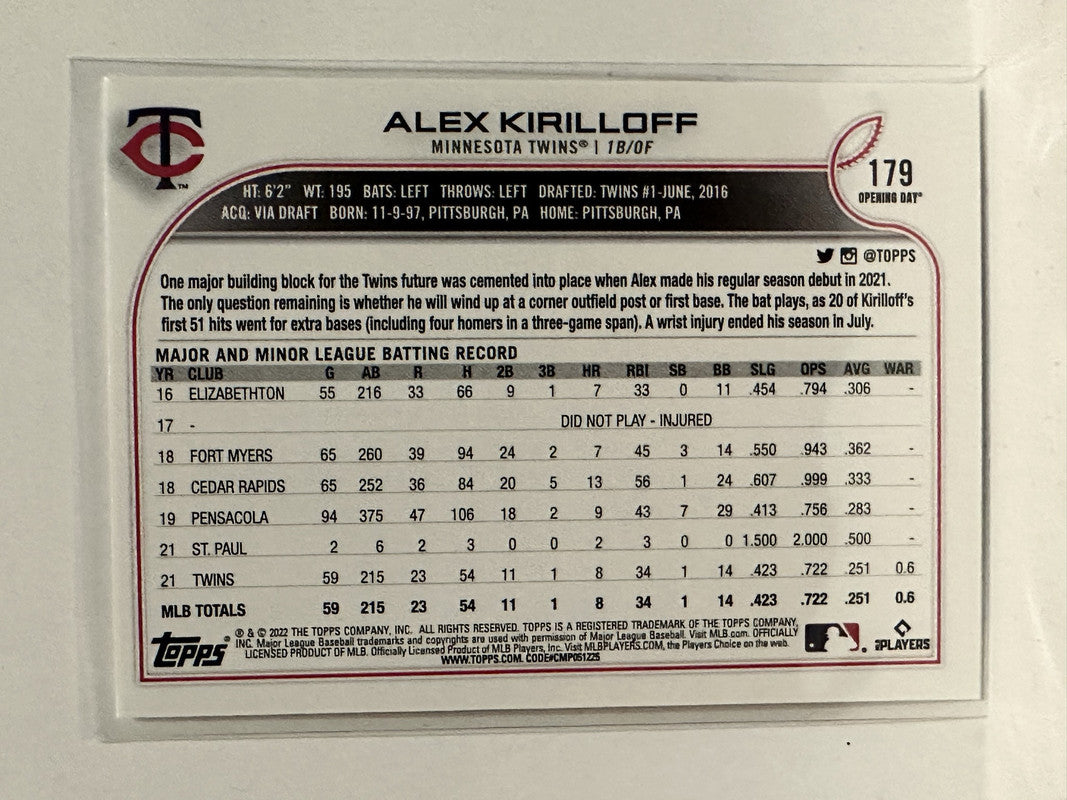 TC
™
ALEX KIRILLOFF
MINNESOTA TWINS® | 1B/OF
179
OPENING DAY®
HT: 6'2" WT: 195 BATS: LEFT THROWS: LEFT DRAFTED: TWINS #1-JUNE, 2016
ACQ: VIA DRAFT BORN: 11-9-97, PITTSBURGH, PA HOME: PITTSBURGH, PA
@TOPPS
One major building block for the Twins future was cemented into place when Alex made his regular season debut in 2021.
The only question remaining is whether he will wind up at a corner outfield post or first base. The bat plays, as 20 of Kirilloff's
first 51 hits went for extra bases (including four homers in a three-game span). A wrist injury ended his season in July.
MAJOR AND MINOR LEAGUE BATTING RECORD
YR CLUB G AB R H 2B 3B HR RBI SB BB SLG OPS AVG WAR
16 ELIZABETHTON 55 216 33 66 9 1 7 33 0 11 .454 .794 .306 -
17 - DID NOT PLAY - INJURED
18 FORT MYERS 65 260 39 94 24 2 7 45 3 14 .550 .943 .362 -
18 CEDAR RAPIDS 65 252 36 84 20 5 13 56 1 24 .607 .999 .333 -
19 PENSACOLA 94 375 47 106 18 2 9 43 7 29 .413 .756 .283 -
21 ST. PAUL 2 6 2 3 0 0 2 3 0 0 1.500 2.000 .500 -
21 TWINS 59 215 23 54 11 1 8 34 1 14 .423 .722 .251 0.6
MLB TOTALS 59 215 23 54 11 1 8 34 1 14 .423 .722 .251 0.6
Topps®
® & © 2022 THE TOPPS COMPANY, INC. ALL RIGHTS RESERVED. TOPPS IS A REGISTERED TRADEMARK OF THE TOPPS COMPANY,
INC. Major League Baseball trademarks and copyrights are used with permission of Major League Baseball. Visit MLB.com. OFFICIALLY
LICENSED PRODUCT OF MLB. Officially Licensed Product of MLB Players, Inc. Visit MLBPLAYERS.COM, the Players Choice on the web.
WWW.TOPPS.COM. CODE#CMP051225
MLB PLAYERS